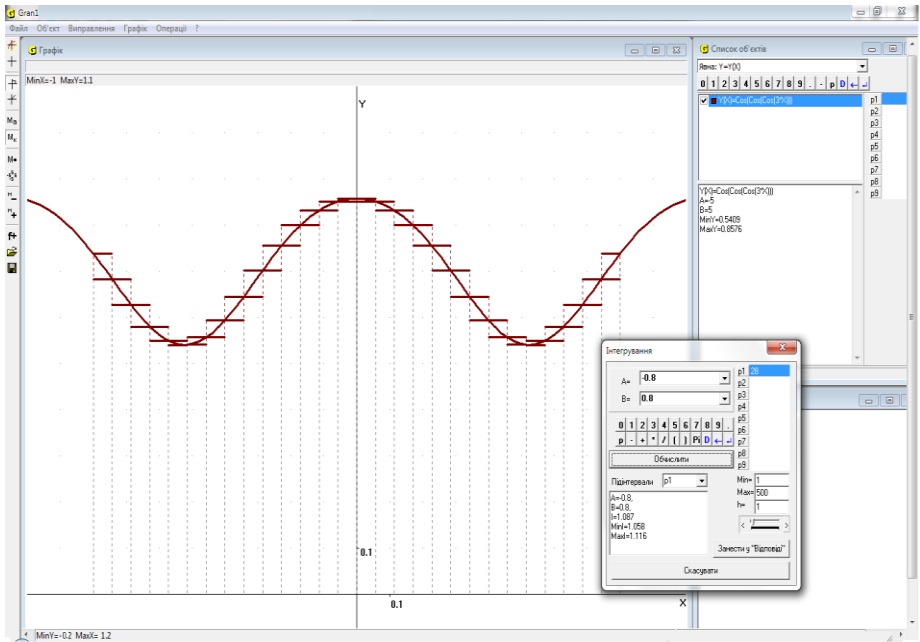 Gran1
Файл Об'єкт Виправлення Графік Операції ?
Графік
MinX=-1 MaxY=1.1
Y
0.1
0.1
X
MinY=-0.2 MaxX= 1.2
Список об'єктів
Явна: Y=Y(X)
0 1 2 3 4 5 6 7 8 9 . - p D ← ↲
Y(X)=Cos(Cos(Cos(3*X)))
p1
p2
p3
p4
p5
p6
p7
p8
p9
Y(X)=Cos(Cos(Cos(3*X)))
A=-5
B=5
MinY=0.5409
MaxY=0.8576
Інтегрування
A= -0.8
B= 0.8
p1 28
p2
p3
p4
p5
p6
p7
p8
p9
0 1 2 3 4 5 6 7 8 9 .
p - + * / ( ) Pi D ← ↲
Обчислити
Підінтервали p1
Min= 1
Max= 500
h= 1
A=-0.8,
B=0.8,
I=1.087
MinI=1.058
MaxI=1.116
Занести у "Відповіді"
Скасувати